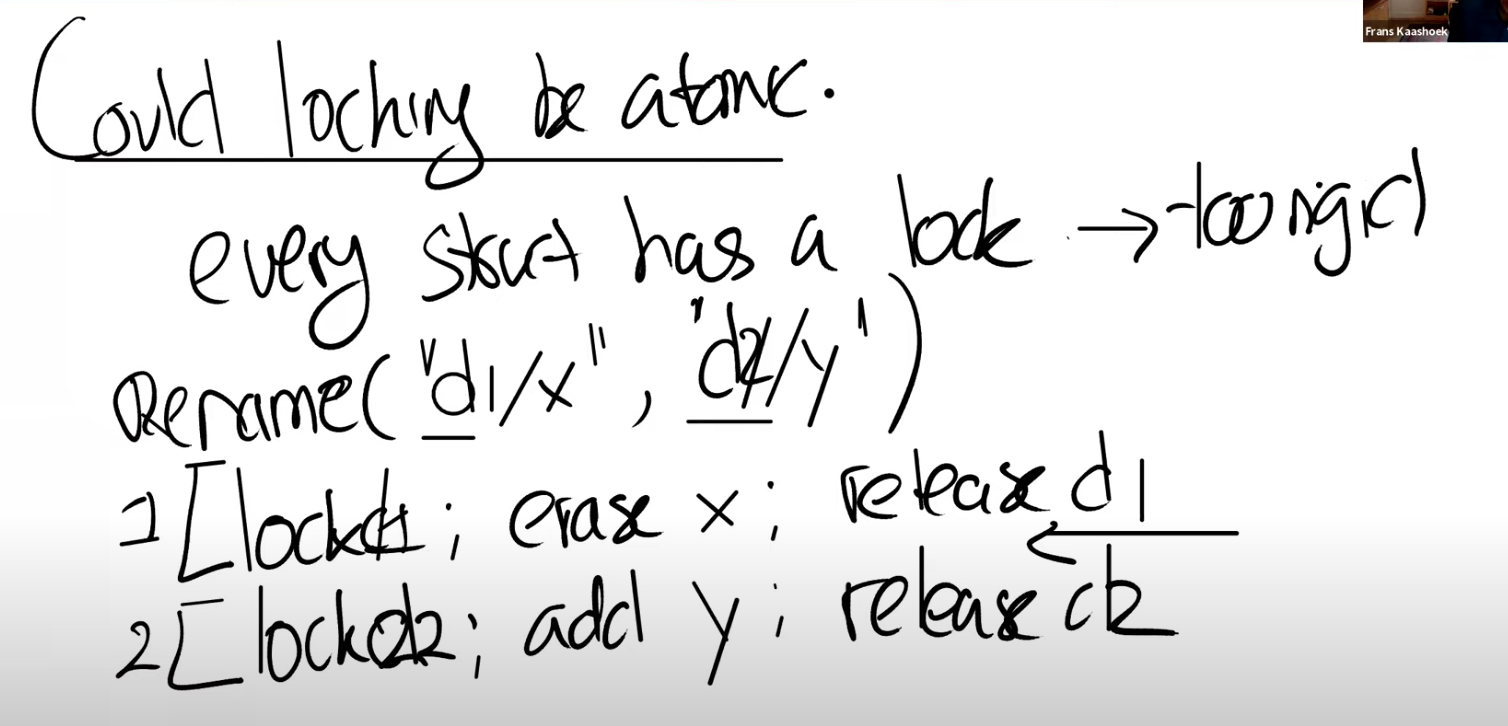 Frans Kaashoek
Could locking be atomic.
every struct has a lock → too rigid
Rename("d1/x", "d2/y")
1 [lock d1; erase x; release d1
2 [lock d2; add y; release d2